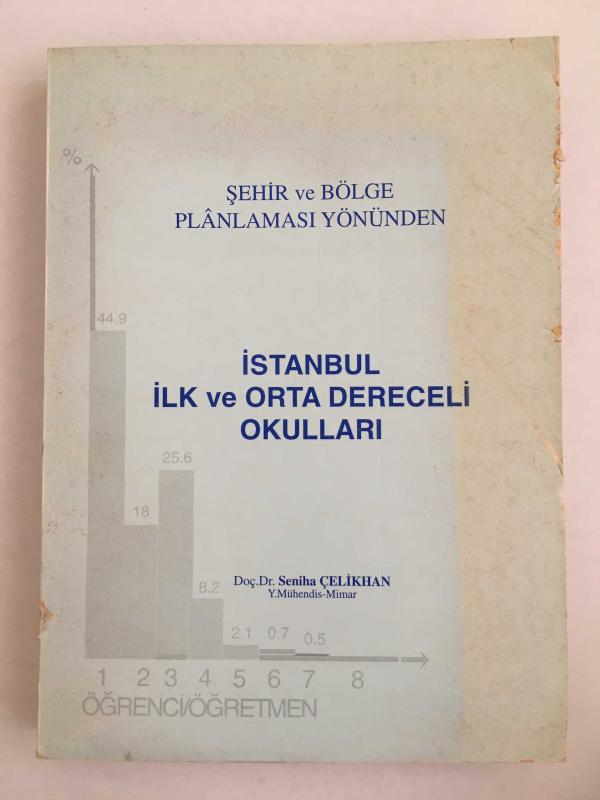 %
ŞEHİR ve BÖLGE
PLÂNLAMASI YÖNÜNDEN
44.9
İSTANBUL
İLK ve ORTA DERECELİ
OKULLARI
25.6
18
Doç.Dr. Seniha ÇELİKHAN
Y.Mühendis-Mimar
8.2
2.1 0.7 0.5
1 2 3 4 5 6 7 8
ÖĞRENCİ/ÖĞRETMEN